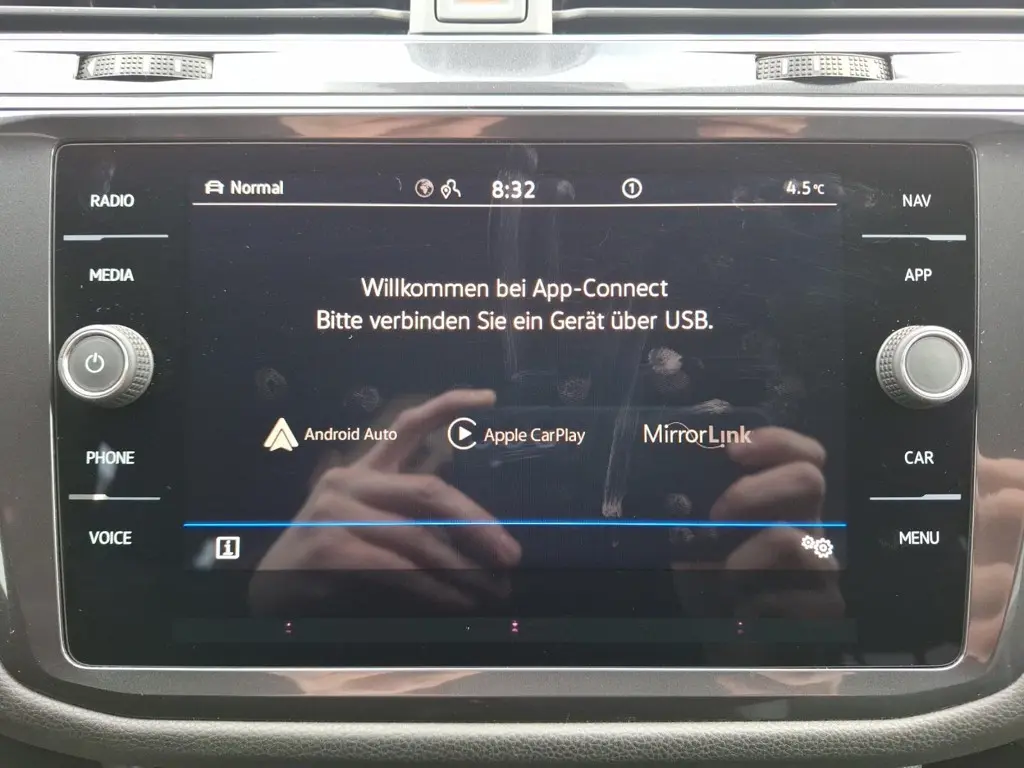 RADIO
MEDIA
PHONE
VOICE
Normal
8:32
1
4.5°C
Willkommen bei App-Connect
Bitte verbinden Sie ein Gerät über USB.
Android Auto
Apple CarPlay
MirrorLink
i
NAV
APP
CAR
MENU